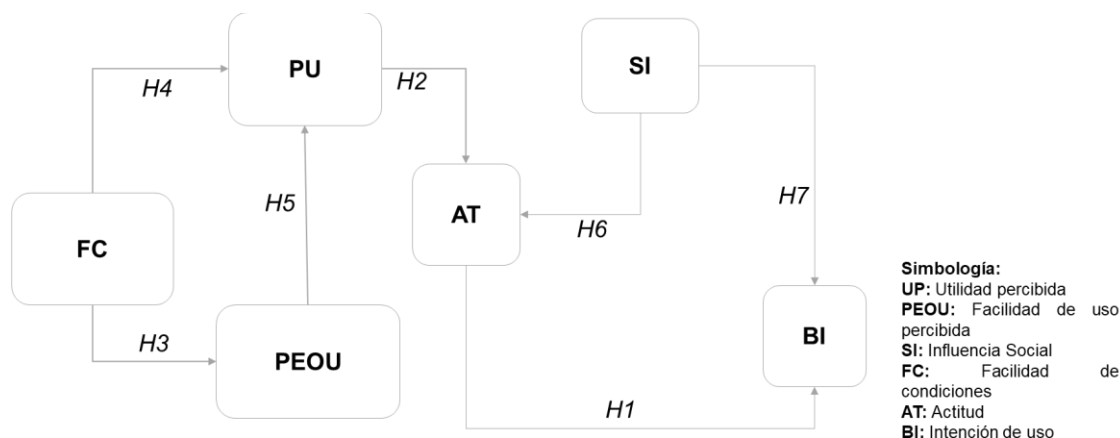 PU
SI
H4
H2
H5
AT
H7
FC
H6
H3
PEOU
BI
H1
Simbología:
UP: Utilidad percibida
PEOU: Facilidad de uso
percibida
SI: Influencia Social
FC: Facilidad de
condiciones
AT: Actitud
BI: Intención de uso